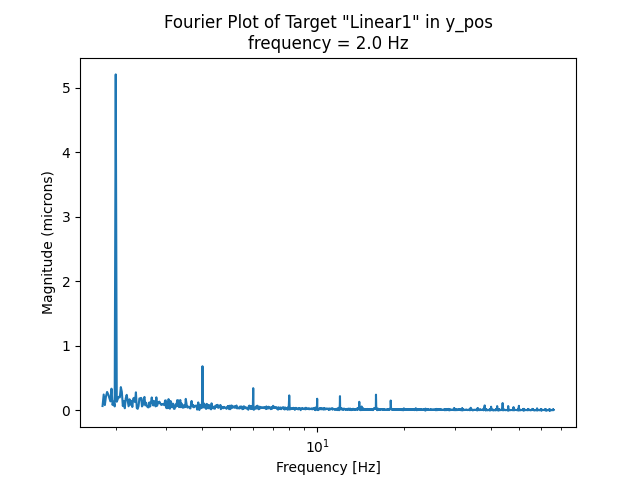 Fourier Plot of Target "Linear1" in y_pos
frequency = 2.0 Hz
Magnitude (microns)
5
4
3
2
1
0
10¹
Frequency [Hz]